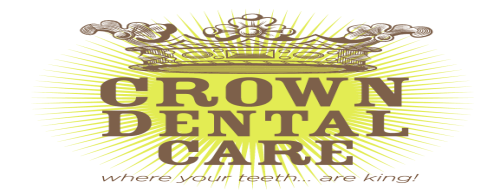 CROWN
DENTAL
CARE
where your teeth... are king!